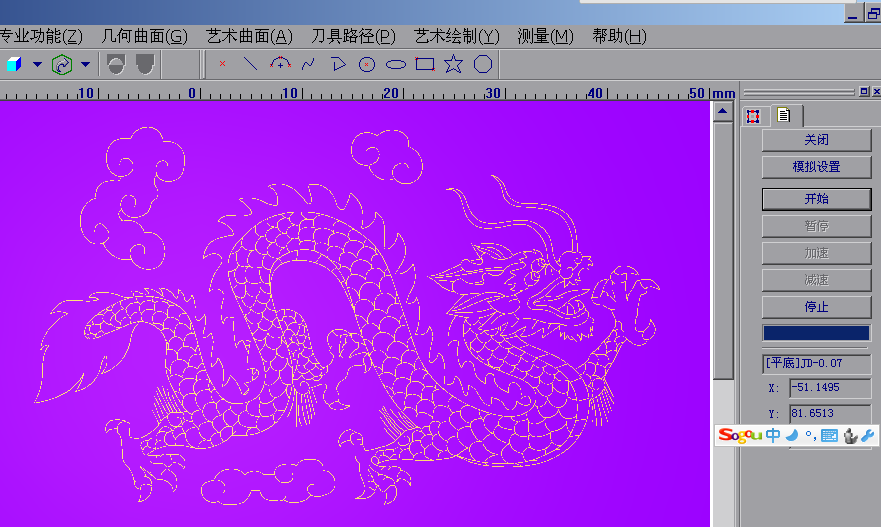 专业功能(Z) 几何曲面(G) 艺术曲面(A) 刀具路径(P) 艺术绘制(Y) 测量(M) 帮助(H)
10 0 10 20 30 40 50 mm
关闭
模拟设置
开始
暂停
加速
减速
停止
[平底]JD-0.07
X: -51.1495
Y: 81.6513
Sogou 中